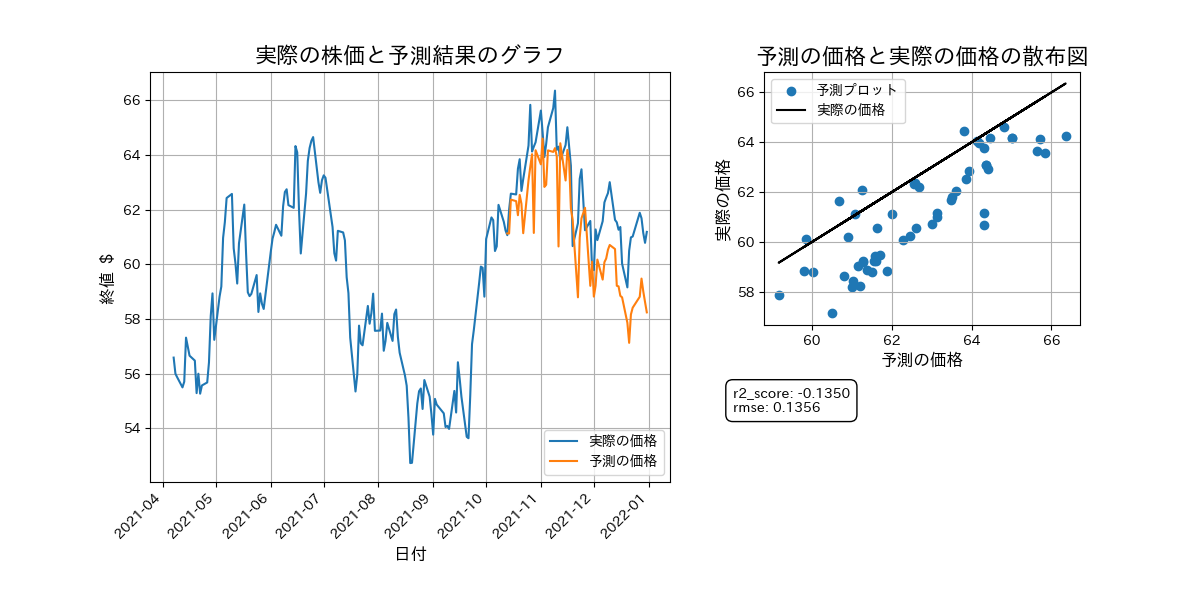 実際の株価と予測結果のグラフ
終値 $
66
64
62
60
58
56
54
2021-04
2021-05
2021-06
2021-07
2021-08
2021-09
2021-10
2021-11
2021-12
2022-01
日付
実際の価格
予測の価格
予測の価格と実際の価格の散布図
実際の価格
66
64
62
60
58
60
62
64
66
予測の価格
予測プロット
実際の価格
r2_score: -0.1350
rmse: 0.1356